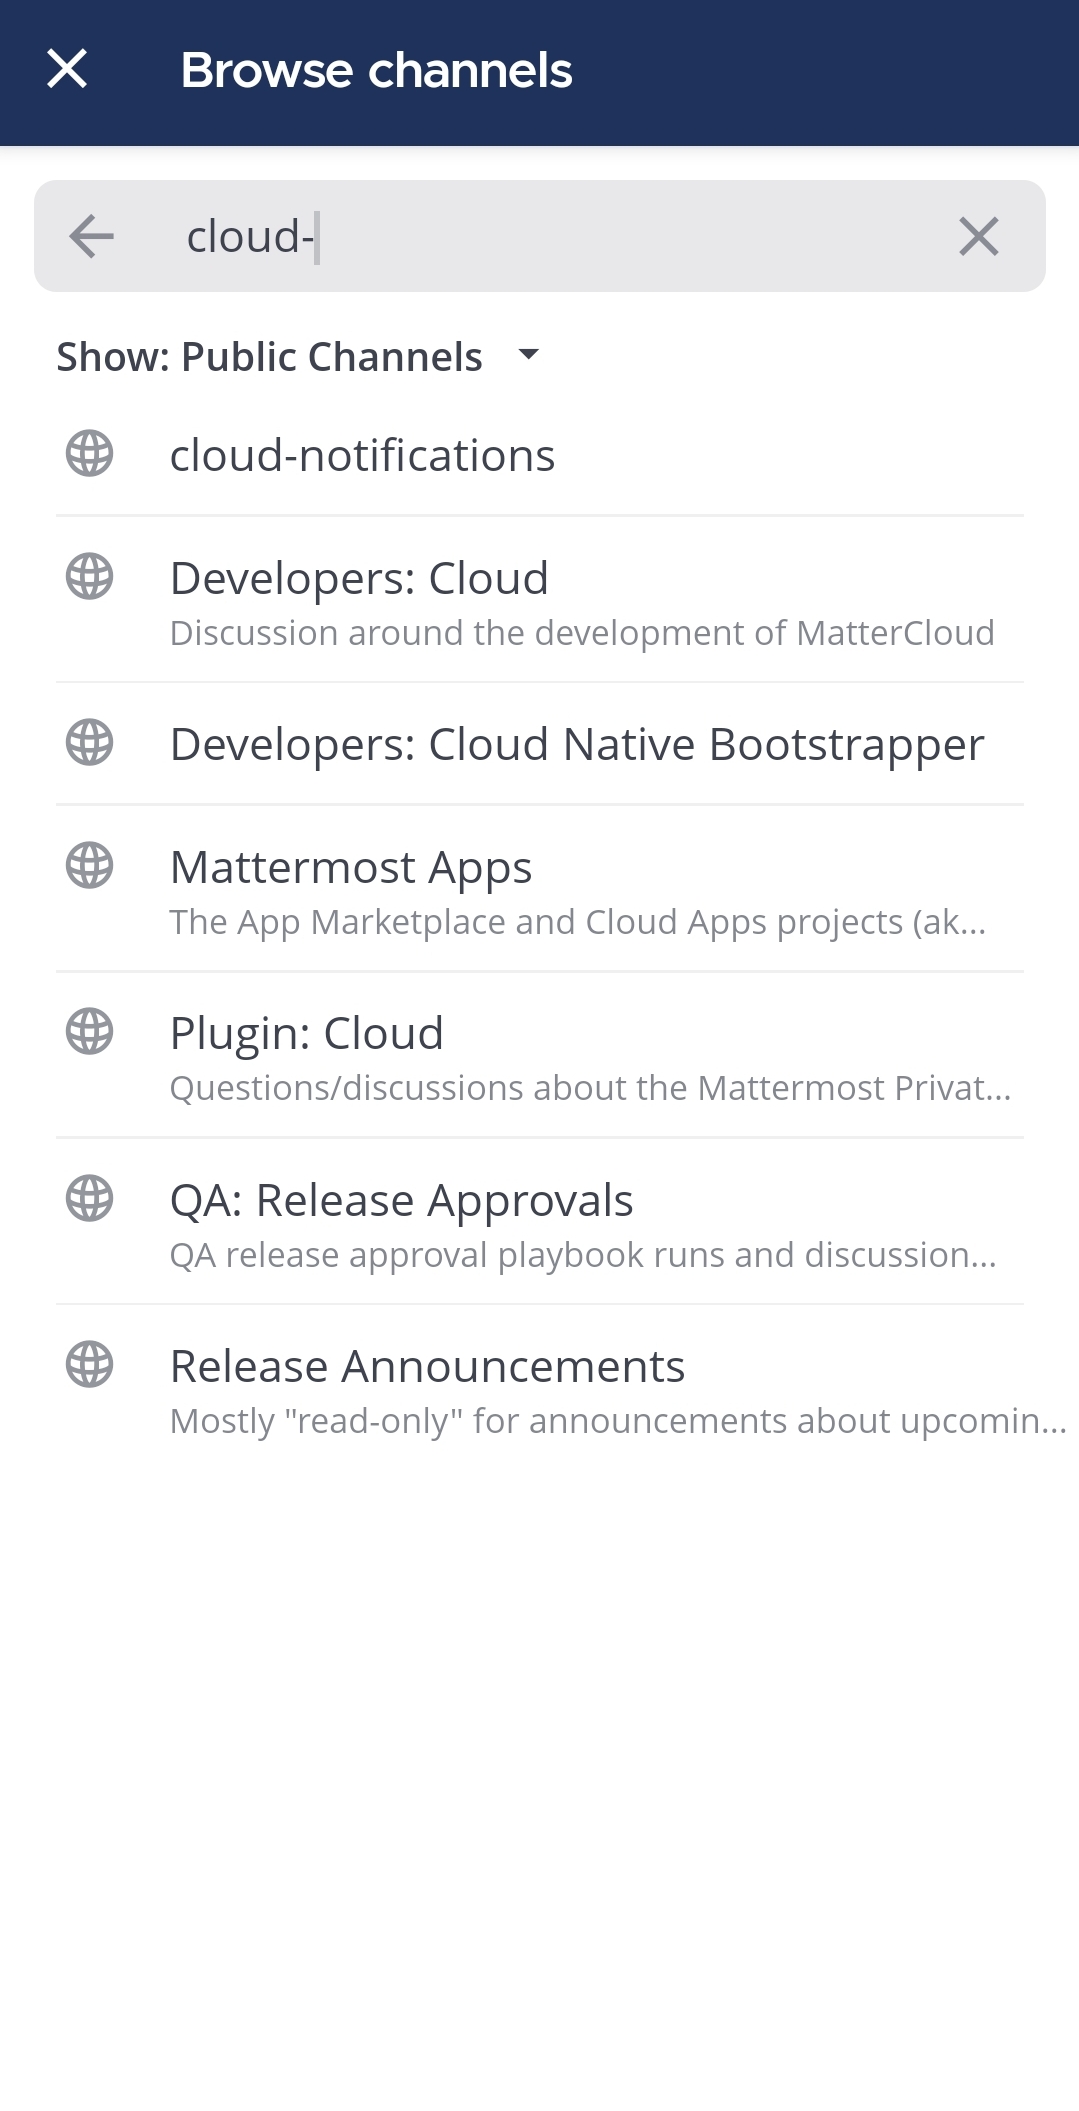 Browse channels
cloud-
Show: Public Channels
cloud-notifications
Developers: Cloud
Discussion around the development of MatterCloud
Developers: Cloud Native Bootstrapper
Mattermost Apps
The App Marketplace and Cloud Apps projects (ak...
Plugin: Cloud
Questions/discussions about the Mattermost Privat...
QA: Release Approvals
QA release approval playbook runs and discussion...
Release Announcements
Mostly "read-only" for announcements about upcomin...